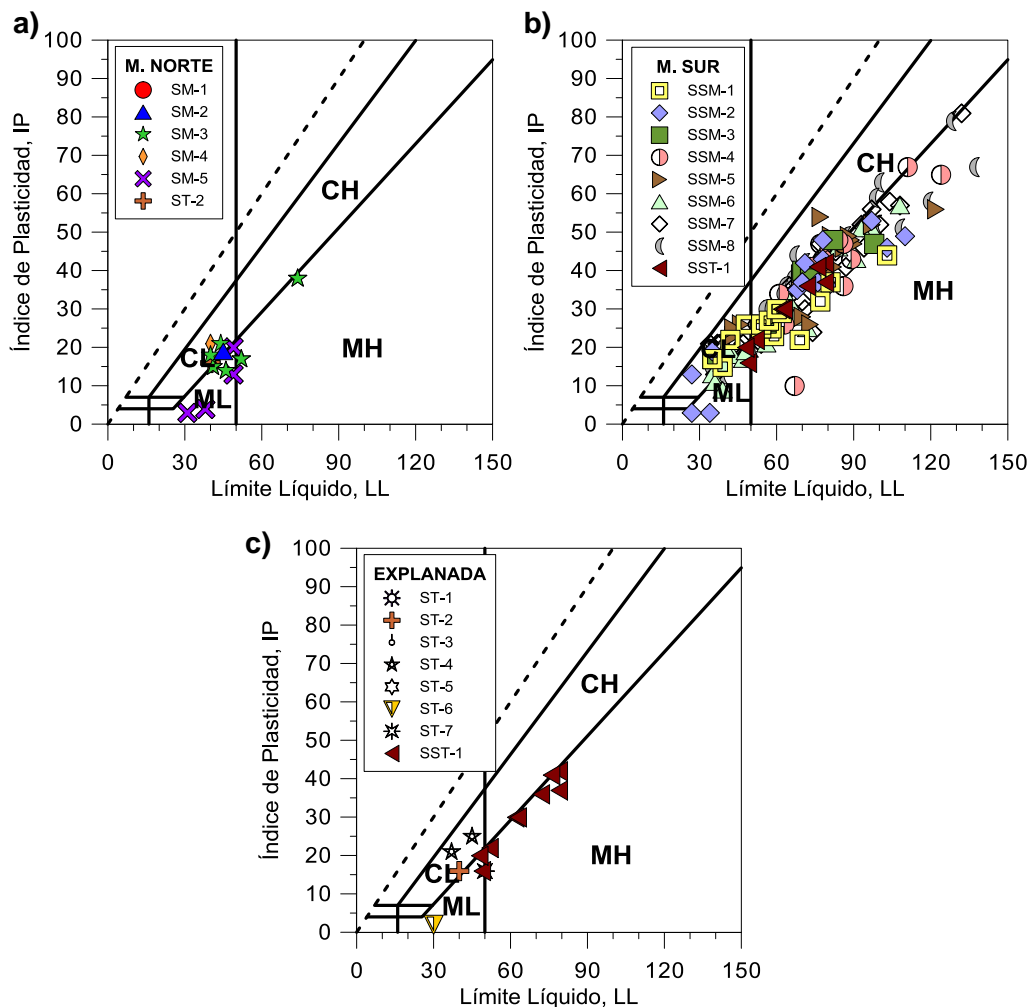 a)
M. NORTE
SM-1
SM-2
SM-3
SM-4
SM-5
ST-2
100
90
80
70
60
50
40
30
20
10
0
Índice de Plasticidad, IP
CH
MH
CL
ML
0 30 60 90 120 150
Límite Líquido, LL
b)
M. SUR
SSM-1
SSM-2
SSM-3
SSM-4
SSM-5
SSM-6
SSM-7
SSM-8
SST-1
100
90
80
70
60
50
40
30
20
10
0
Índice de Plasticidad, IP
CH
MH
CL
ML
0 30 60 90 120 150
Límite Líquido, LL
c)
EXPLANADA
ST-1
ST-2
ST-3
ST-4
ST-5
ST-6
ST-7
SST-1
100
90
80
70
60
50
40
30
20
10
0
Índice de Plasticidad, IP
CH
MH
CL
ML
0 30 60 90 120 150
Límite Líquido, LL